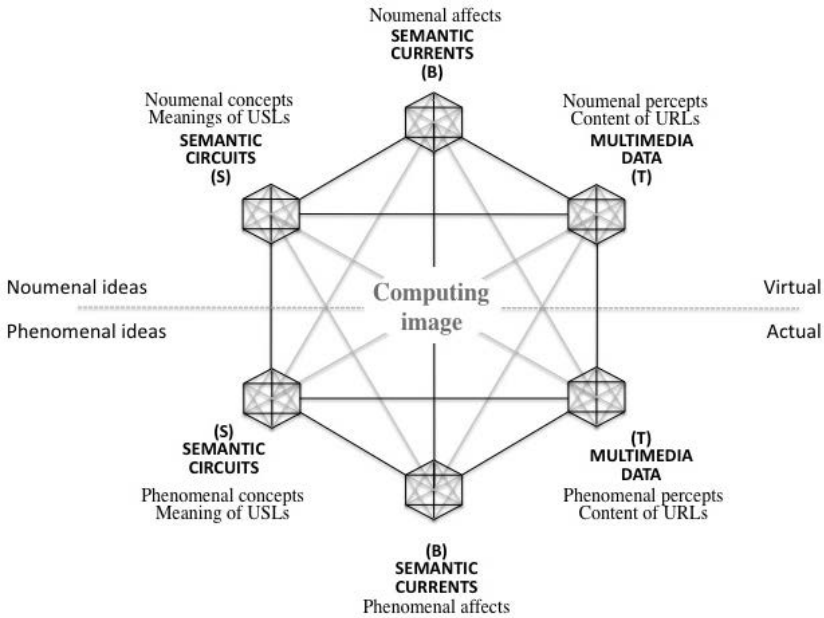 Noumenal affects
SEMANTIC
CURRENTS
(B)
Noumenal concepts
Meanings of USLs
SEMANTIC
CIRCUITS
(S)
Noumenal percepts
Content of URLs
MULTIMEDIA
DATA
(T)
Noumenal ideas
Virtual
Computing
image
Phenomenal ideas
Actual
(S)
SEMANTIC
CIRCUITS
Phenomenal concepts
Meaning of USLs
(T)
MULTIMEDIA
DATA
Phenomenal percepts
Content of URLs
(B)
SEMANTIC
CURRENTS
Phenomenal affects